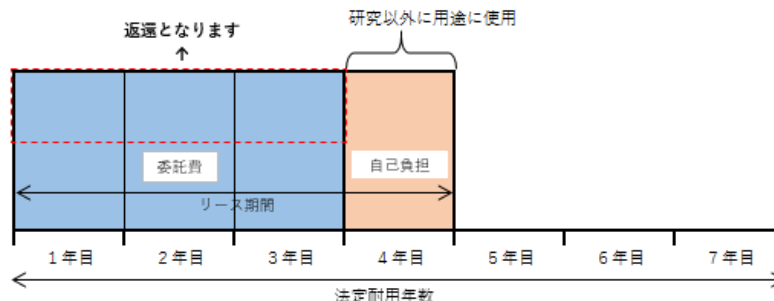 研究以外に用途に使用
返還となります
↑
委託費
自己負担
リース期間
1年目 2年目 3年目 4年目 5年目 6年目 7年目
法定耐用年数